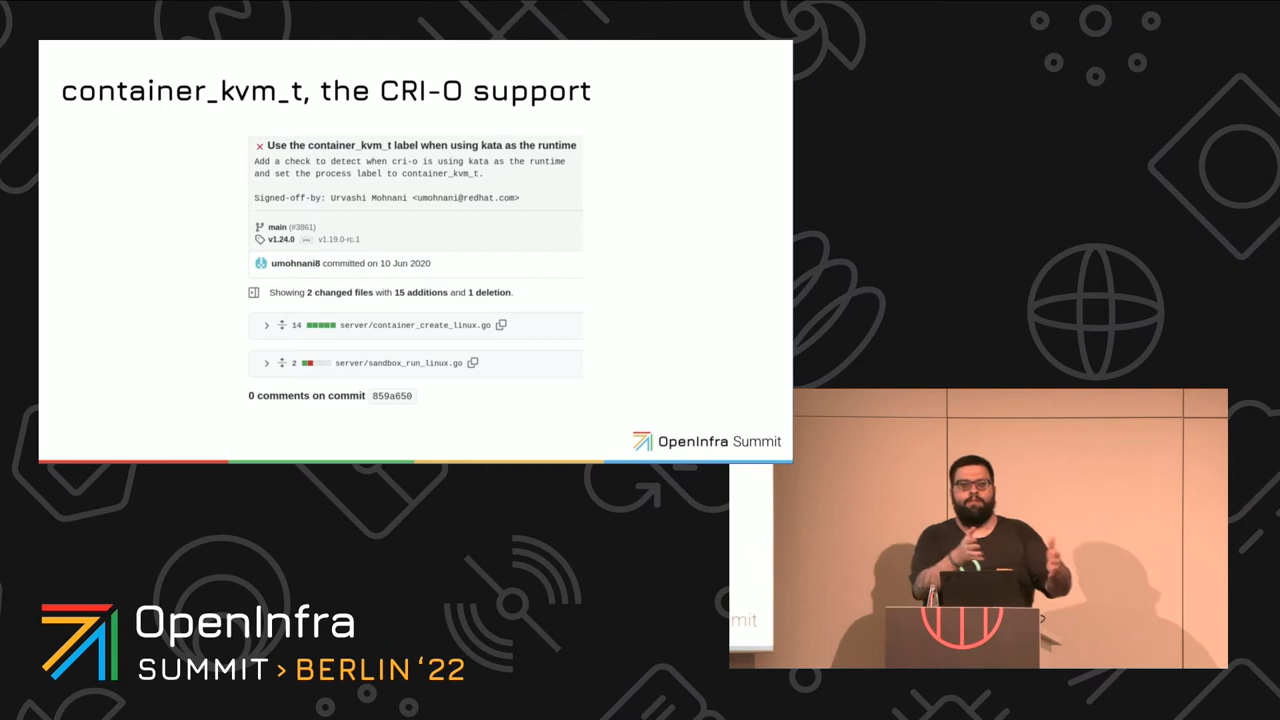 container_kvm_t, the CRI-O support
Use the container_kvm_t label when using kata as the runtime
Add a check to detect when cri-o is using kata as the runtime
and set the process label to container_kvm_t.
Signed-off-by: Urvashi Mohnani <umohnani@redhat.com>
main (#3861)
v1.24.0 ... v1.19.0-rc.1
umohnani8 committed on 10 Jun 2020
Showing 2 changed files with 15 additions and 1 deletion.
14 server/container_create_linux.go
2 server/sandbox_run_linux.go
0 comments on commit 859a650
OpenInfra Summit
mit
OpenInfra
SUMMIT > BERLIN ‘22